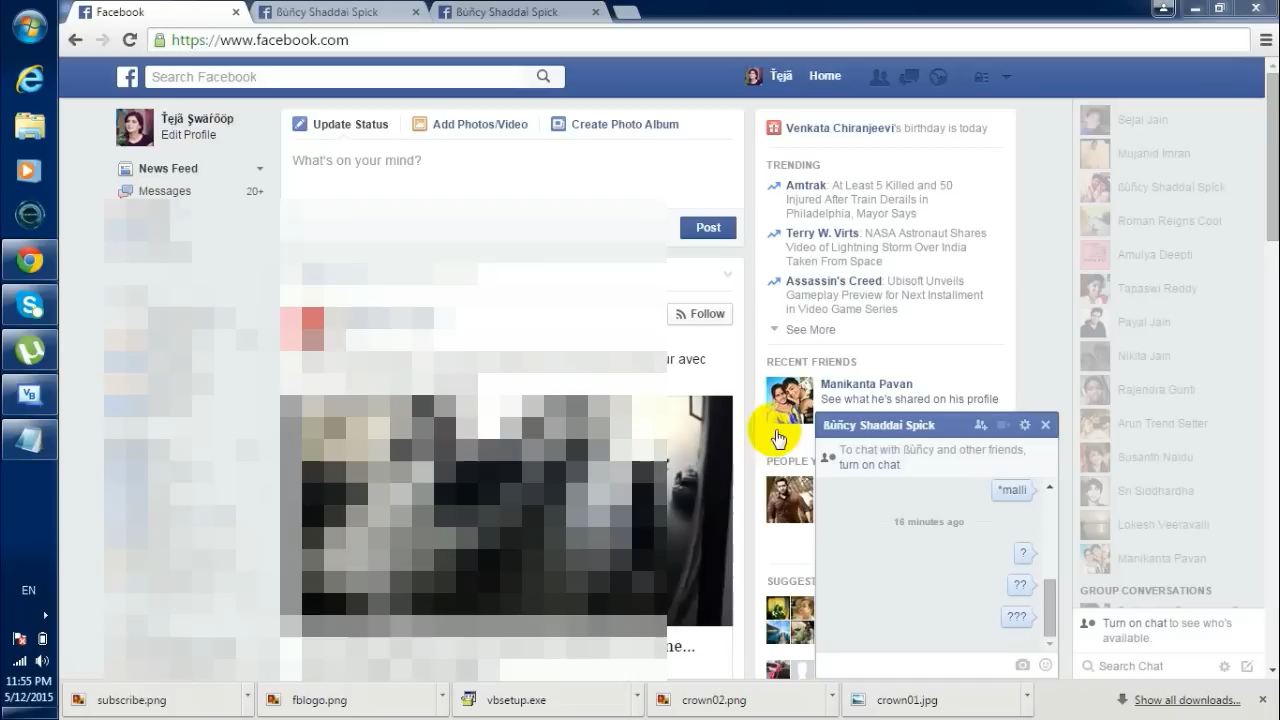 Facebook
ßùñçy Shaddai Spick
ßùñçy Shaddai Spick
https://www.facebook.com
Search Facebook
Ťejä
Home
Ťejä Şwářööp
Edit Profile
News Feed
Messages
20+
Update Status
Add Photos/Video
Create Photo Album
What's on your mind?
Post
Follow
ur avec
ne...
Venkata Chiranjeevi's birthday is today
TRENDING
Amtrak: At Least 5 Killed and 50
Injured After Train Derails in
Philadelphia, Mayor Says
Terry W. Virts: NASA Astronaut Shares
Video of Lightning Storm Over India
Taken From Space
Assassin's Creed: Ubisoft Unveils
Gameplay Preview for Next Installment
in Video Game Series
See More
RECENT FRIENDS
Manikanta Pavan
See what he's shared on his profile
PEOPLE Y
SUGGEST
ßùñçy Shaddai Spick
To chat with ßùñçy and other friends,
turn on chat
*malli
16 minutes ago
?
??
???
Sejal Jain
Mujahid Imran
ßùñçy Shaddai Spick
Roman Reigns Cool
Amulya Deepti
Tapaswi Reddy
Payal Jain
Nikita Jain
Rajendra Gunti
Arun Trend Setter
Susanth Naidu
Sri Siddhardha
Lokesh Veeravalli
Manikanta Pavan
GROUP CONVERSATIONS
Turn on chat to see who's
available.
Search Chat
EN
11:55 PM
5/12/2015
subscribe.png
fblogo.png
vbsetup.exe
crown02.png
crown01.jpg
Show all downloads...